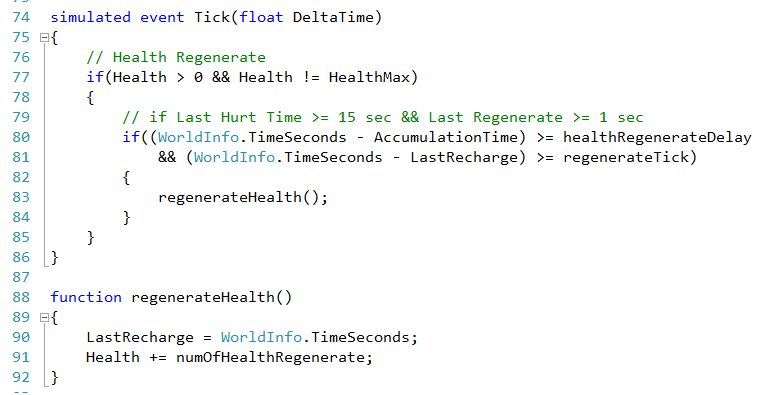 74 simulated event Tick(float DeltaTime)
75 {
76 // Health Regenerate
77 if(Health > 0 && Health != HealthMax)
78 {
79 // if Last Hurt Time >= 15 sec && Last Regenerate >= 1 sec
80 if((WorldInfo.TimeSeconds - AccumulationTime) >= healthRegenerateDelay
81 && (WorldInfo.TimeSeconds - LastRecharge) >= regenerateTick)
82 {
83 regenerateHealth();
84 }
85 }
86 }
87
88 function regenerateHealth()
89 {
90 LastRecharge = WorldInfo.TimeSeconds;
91 Health += numOfHealthRegenerate;
92 }